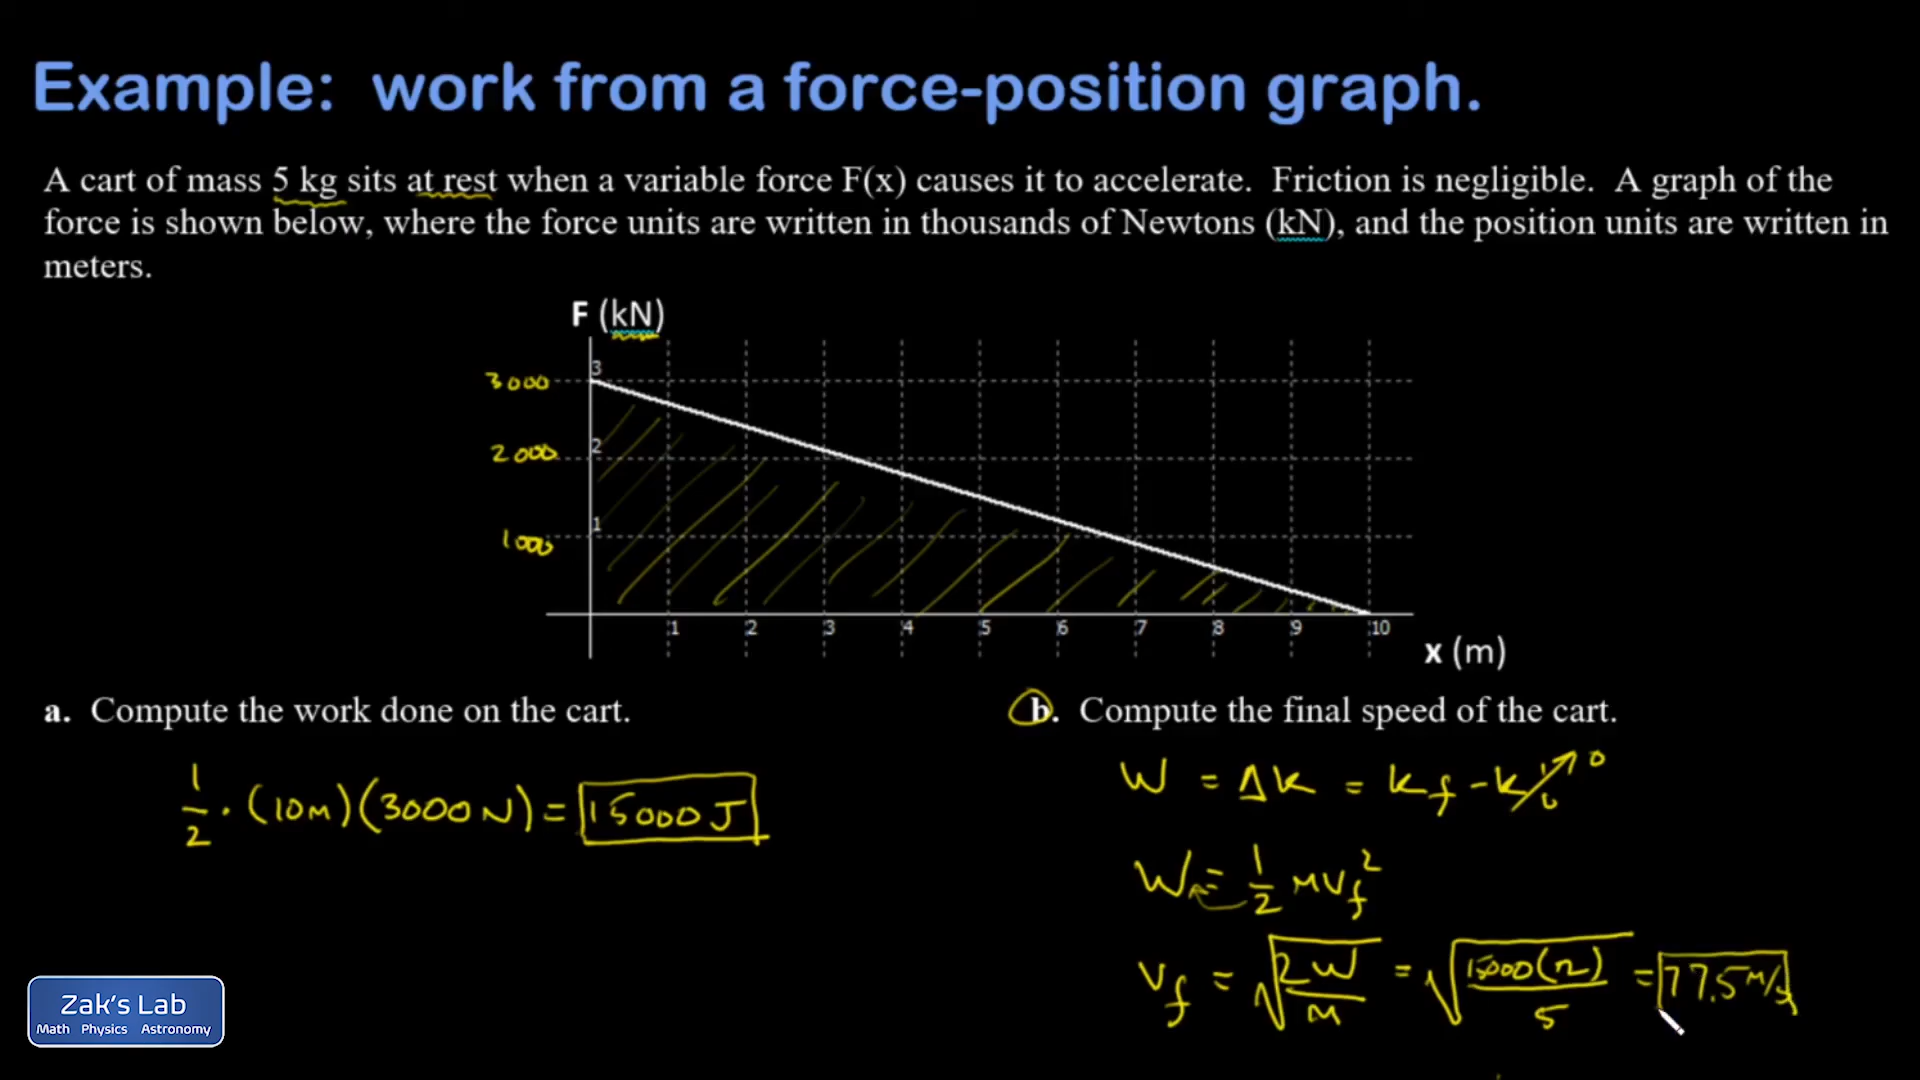 Example: work from a force-position graph.
A cart of mass 5 kg sits at rest when a variable force F(x) causes it to accelerate. Friction is negligible. A graph of the
force is shown below, where the force units are written in thousands of Newtons (kN), and the position units are written in
meters.
F (kN)
3000 3
2000 2
1000 1
1 2 3 4 5 6 7 8 9 10
x (m)
a. Compute the work done on the cart.
1/2 · (10m)(3000N) = 15000 J
b. Compute the final speed of the cart.
W = Δk = k_f - k_0 0
W = 1/2 mv_f^2
v_f = √(2W/m) = √(15000(2)/5) = 77.5 m/s
Zak's Lab
Math Physics Astronomy